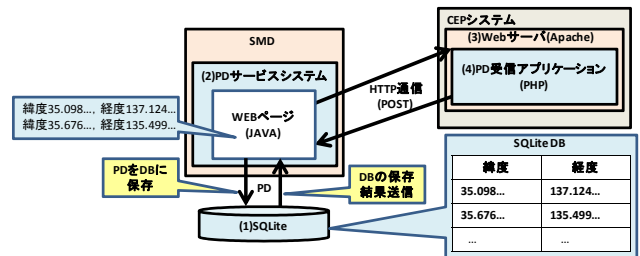 CEPシステム
(3)Webサーバ(Apache)
(4)PD受信アプリケーション
(PHP)
SMD
(2)PDサービスシステム
WEBページ
(JAVA)
HTTP通信
(POST)
緯度35.098…, 経度137.124…
緯度35.676…, 経度135.499…
PDをDBに
保存
PD
DBの保存
結果送信
(1)SQLite
SQLite DB
緯度 経度
35.098… 137.124…
35.676… 135.499…
… …